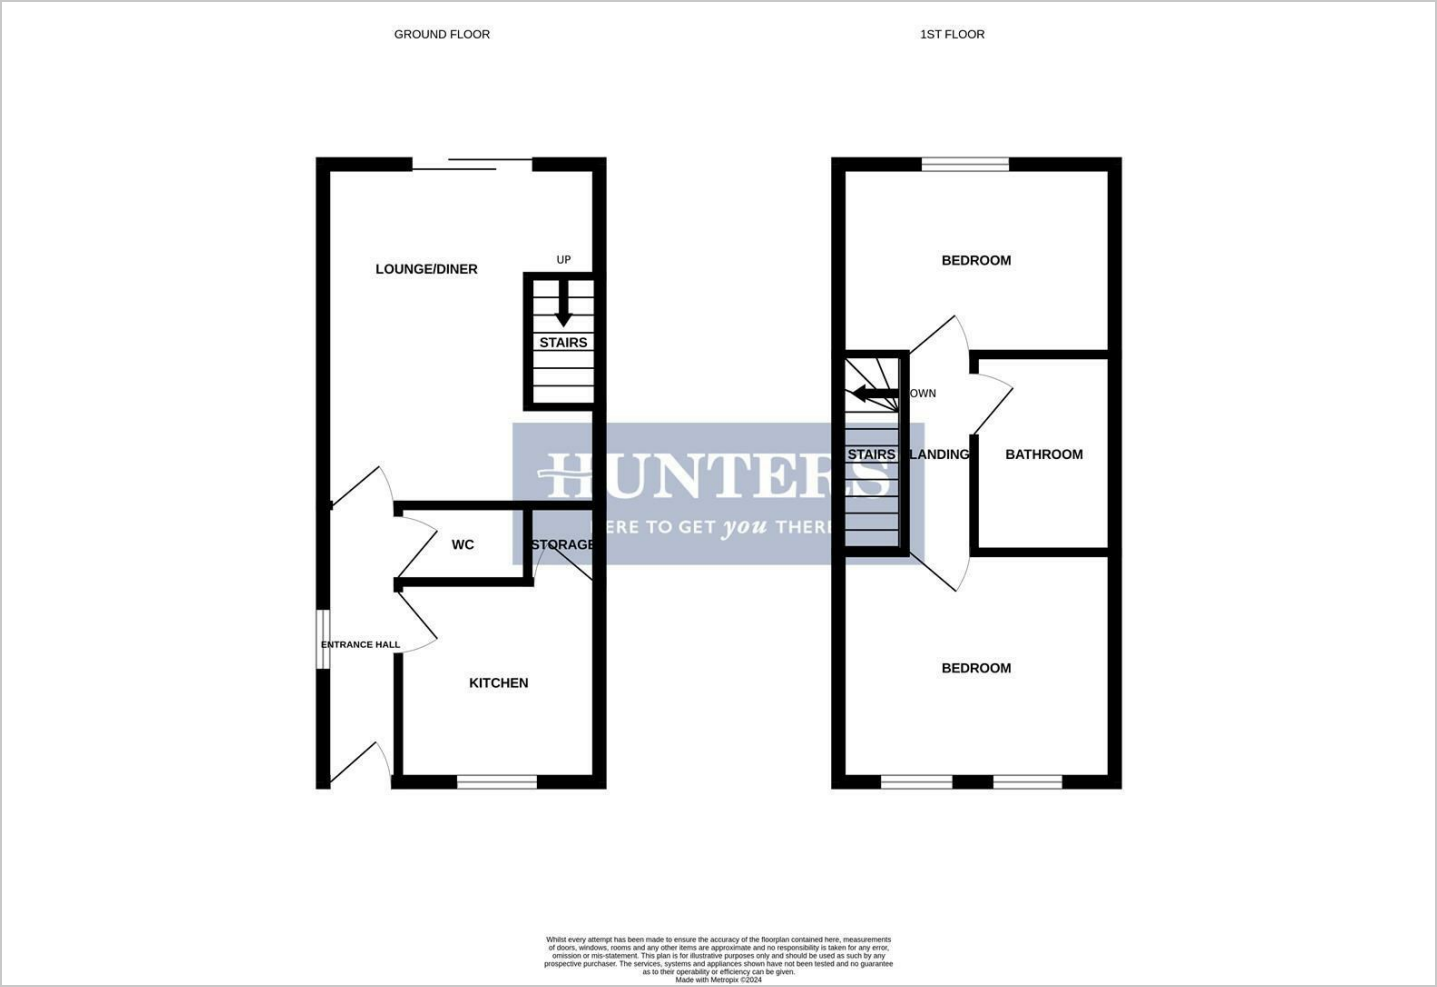 GROUND FLOOR
1ST FLOOR
LOUNGE/DINER
UP
STAIRS
WC
STORAGE
ENTRANCE HALL
KITCHEN
BEDROOM
OWN
STAIRS
LANDING
BATHROOM
BEDROOM
HUNTERS
HERE TO GET you THERE
Whilst every attempt has been made to ensure the accuracy of the floorplan contained here, measurements
of doors, windows, rooms and any other items are approximate and no responsibility is taken for any error,
omission or mis-statement. This plan is for illustrative purposes only and should be used as such by any
prospective purchaser. The services, systems and appliances shown have not been tested and no guarantee
as to their operability or efficiency can be given.
Made with Metropix ©2024